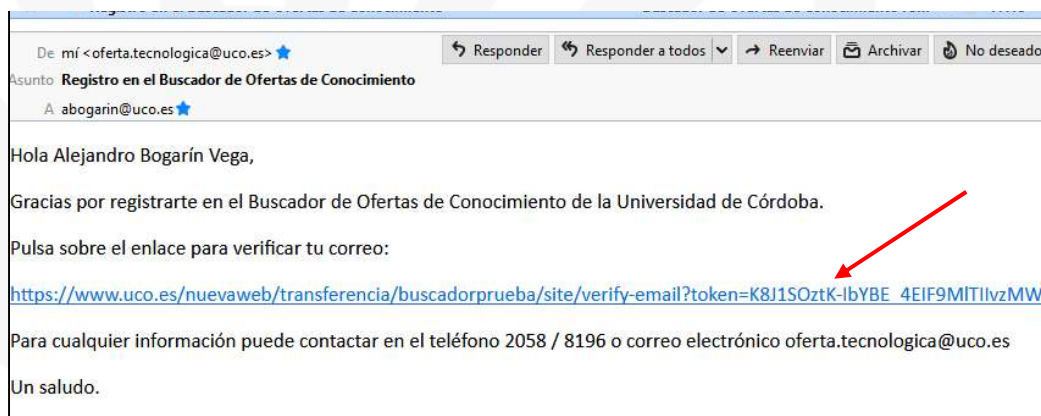 De mí <oferta.tecnologica@uco.es> Responder Responder a todos Reenviar Archivar No deseado
Asunto Registro en el Buscador de Ofertas de Conocimiento
A abogarin@uco.es
Hola Alejandro Bogarín Vega,
Gracias por registrarte en el Buscador de Ofertas de Conocimiento de la Universidad de Córdoba.
Pulsa sobre el enlace para verificar tu correo:
https://www.uco.es/nuevaweb/transferencia/buscadorprueba/site/verify-email?token=K8J1SOztK-IbYBE_4EIF9MlTIIvzMW
Para cualquier información puede contactar en el teléfono 2058 / 8196 o correo electrónico oferta.tecnologica@uco.es
Un saludo.